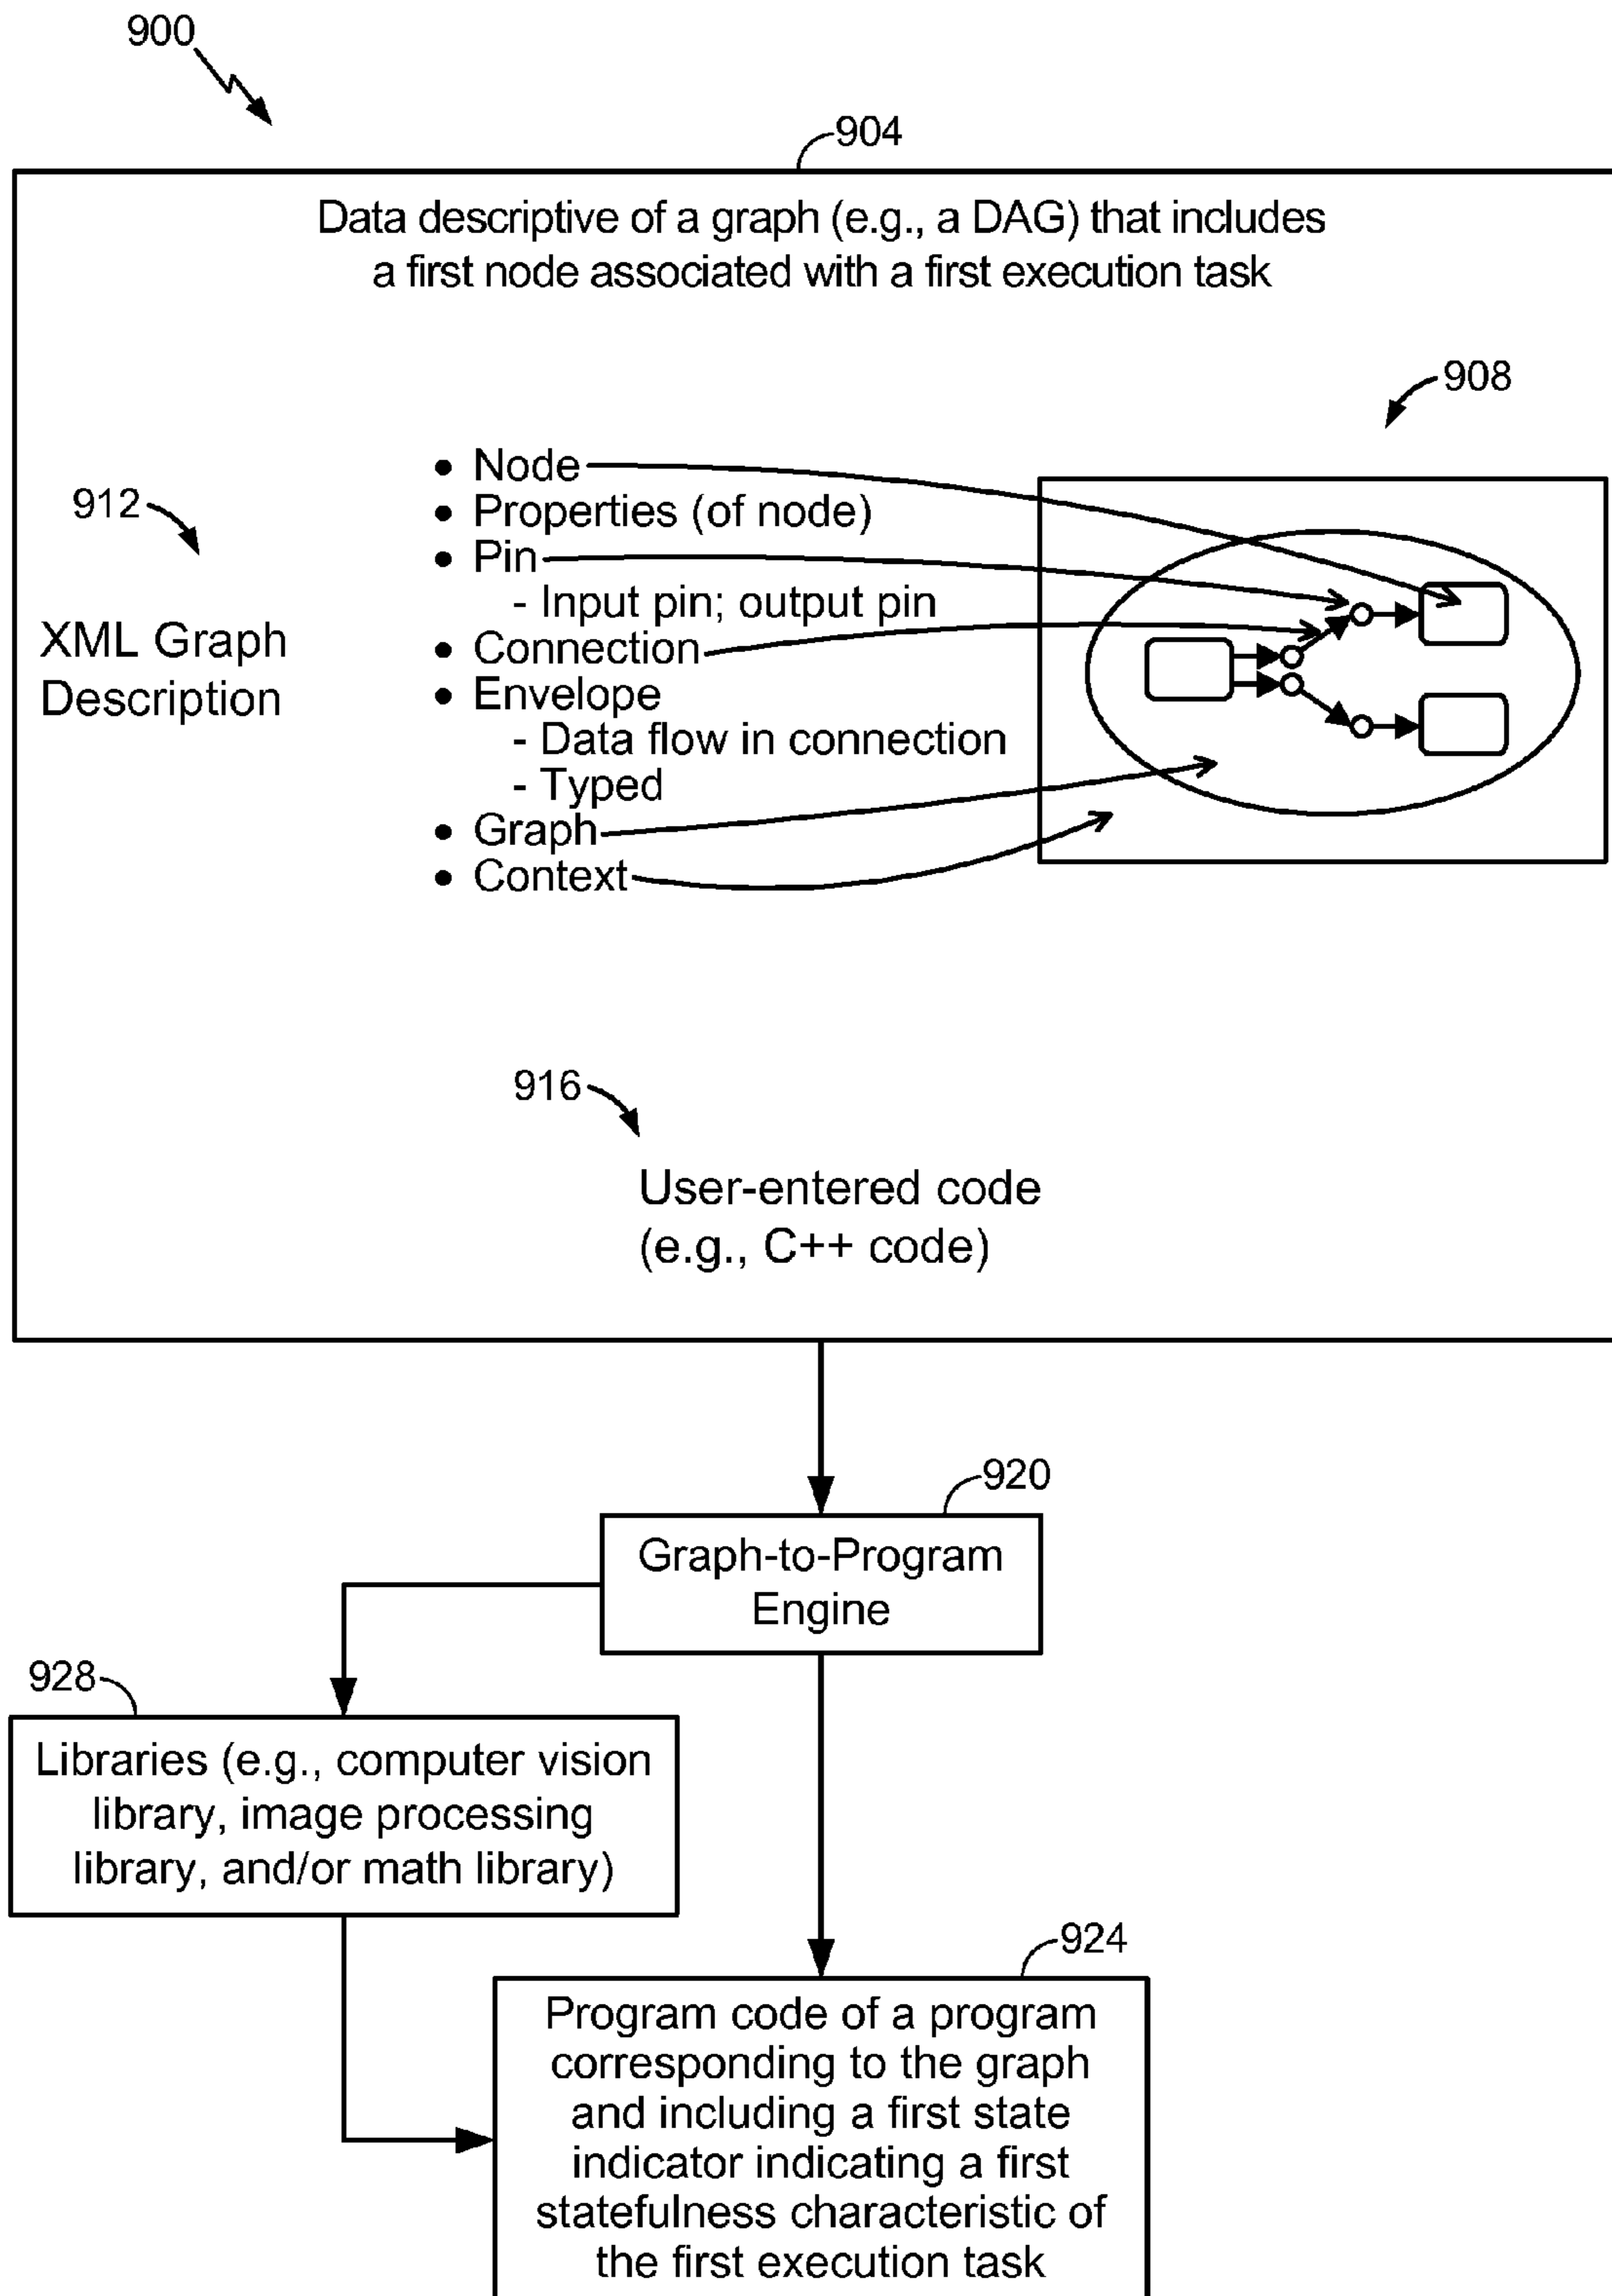 900
904
Data descriptive of a graph (e.g., a DAG) that includes
a first node associated with a first execution task
908
912
XML Graph
Description
• Node
• Properties (of node)
• Pin
- Input pin; output pin
• Connection
• Envelope
- Data flow in connection
- Typed
• Graph
• Context
916
User-entered code
(e.g., C++ code)
920
Graph-to-Program
Engine
928
Libraries (e.g., computer vision
library, image processing
library, and/or math library)
924
Program code of a program
corresponding to the graph
and including a first state
indicator indicating a first
statefulness characteristic of
the first execution task